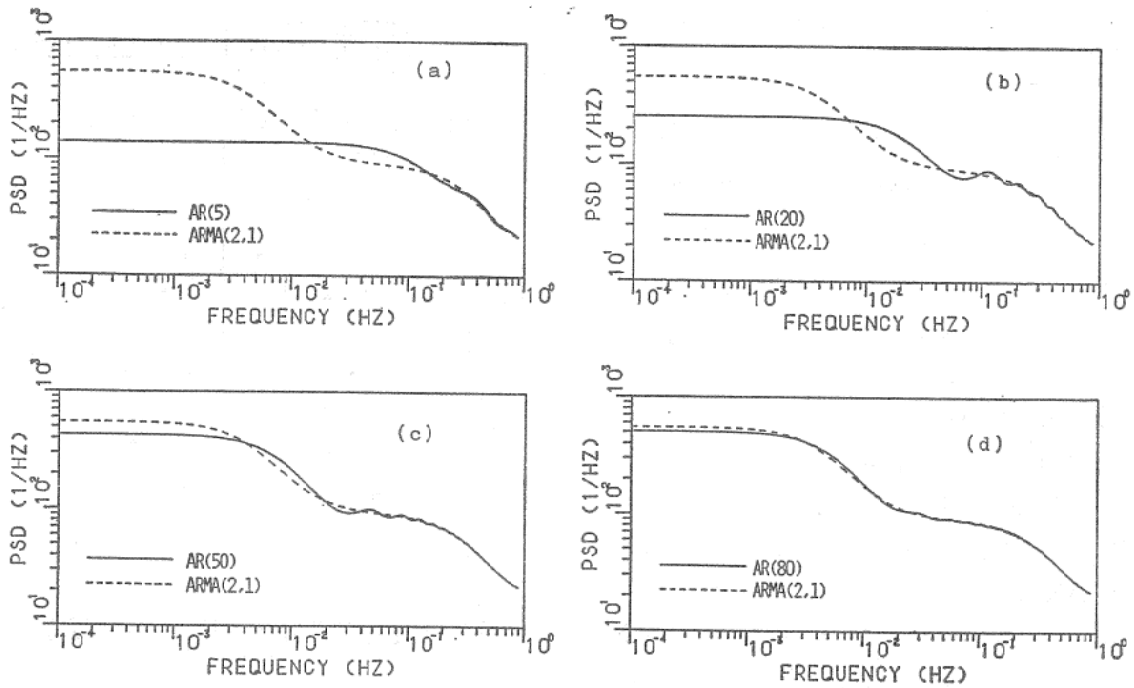 (a)
PSD (1/HZ)
10³
10²
10¹
AR(5)
ARMA(2,1)
10⁻⁴
10⁻³
10⁻²
10⁻¹
10⁰
FREQUENCY (HZ)
(b)
PSD (1/HZ)
10³
10²
10¹
AR(20)
ARMA(2,1)
10⁻⁴
10⁻³
10⁻²
10⁻¹
10⁰
FREQUENCY (HZ)
(c)
PSD (1/HZ)
10³
10²
10¹
AR(50)
ARMA(2,1)
10⁻⁴
10⁻³
10⁻²
10⁻¹
10⁰
FREQUENCY (HZ)
(d)
PSD (1/HZ)
10³
10²
10¹
AR(80)
ARMA(2,1)
10⁻⁴
10⁻³
10⁻²
10⁻¹
10⁰
FREQUENCY (HZ)